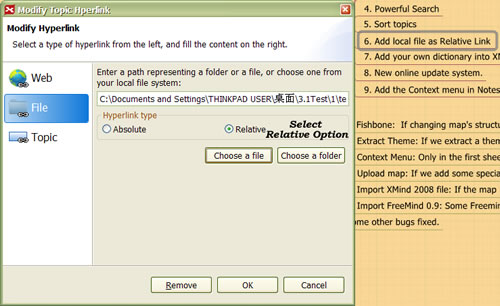 Modify Topic Hperlink
Modify Hyperlink
Select a type of hyperlink from the left, and fill the content on the right.
Web
File
Topic
Enter a path representing a folder or a file, or choose one from
your local file system:
C:\Documents and Settings\THINKPAD USER\桌面\3.1Test\1\te
Hyperlink type
Absolute
Relative
Select
Relative Option
Choose a file
Choose a folder
Remove
OK
Cancel
4. Powerful Search
5. Sort topics
6. Add local file as Relative Link
7. Add your own dictionary into XM
8. New online update system.
9. Add the Context menu in Notes
Fishbone: If changing map's structu
Extract Theme: If we extract a them
Context Menu: Only in the first shee
Upload map: If we add some specia
Import XMind 2008 file: If the map
Import FreeMind 0.9: Some Freemin
ome other bugs fixed.